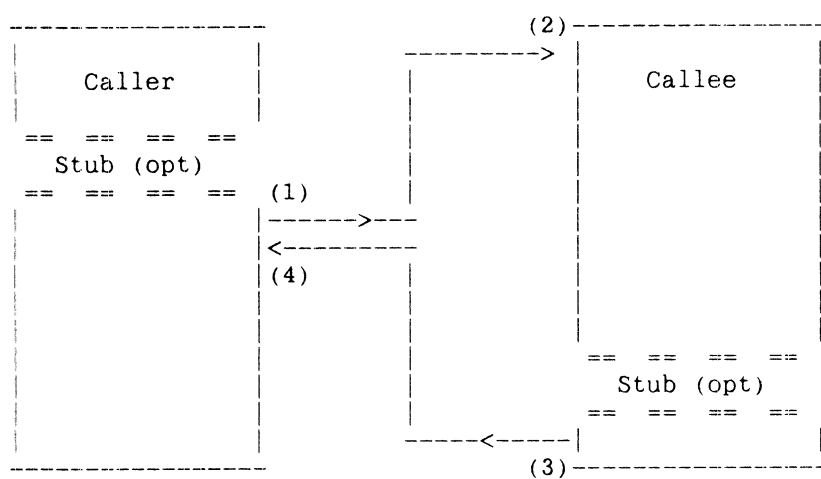 (2)
Caller
Callee
Stub (opt)
(1)
(4)
Stub (opt)
(3)